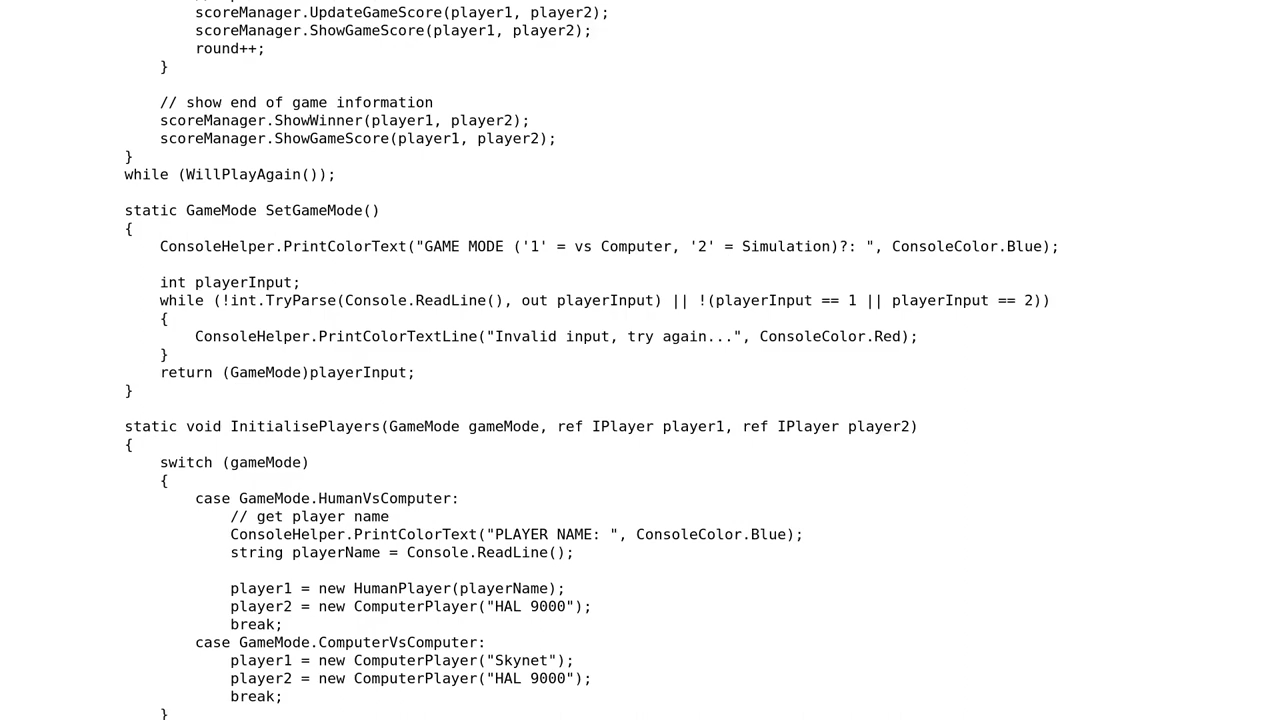 scoreManager.UpdateGameScore(player1, player2);
scoreManager.ShowGameScore(player1, player2);
round++;
}
// show end of game information
scoreManager.ShowWinner(player1, player2);
scoreManager.ShowGameScore(player1, player2);
}
while (WillPlayAgain());
static GameMode SetGameMode()
{
ConsoleHelper.PrintColorText("GAME MODE ('1' = vs Computer, '2' = Simulation)?: ", ConsoleColor.Blue);
int playerInput;
while (!int.TryParse(Console.ReadLine(), out playerInput) || !(playerInput == 1 || playerInput == 2))
{
ConsoleHelper.PrintColorTextLine("Invalid input, try again...", ConsoleColor.Red);
}
return (GameMode)playerInput;
}
static void InitialisePlayers(GameMode gameMode, ref IPlayer player1, ref IPlayer player2)
{
switch (gameMode)
{
case GameMode.HumanVsComputer:
// get player name
ConsoleHelper.PrintColorText("PLAYER NAME: ", ConsoleColor.Blue);
string playerName = Console.ReadLine();
player1 = new HumanPlayer(playerName);
player2 = new ComputerPlayer("HAL 9000");
break;
case GameMode.ComputerVsComputer:
player1 = new ComputerPlayer("Skynet");
player2 = new ComputerPlayer("HAL 9000");
break;
}